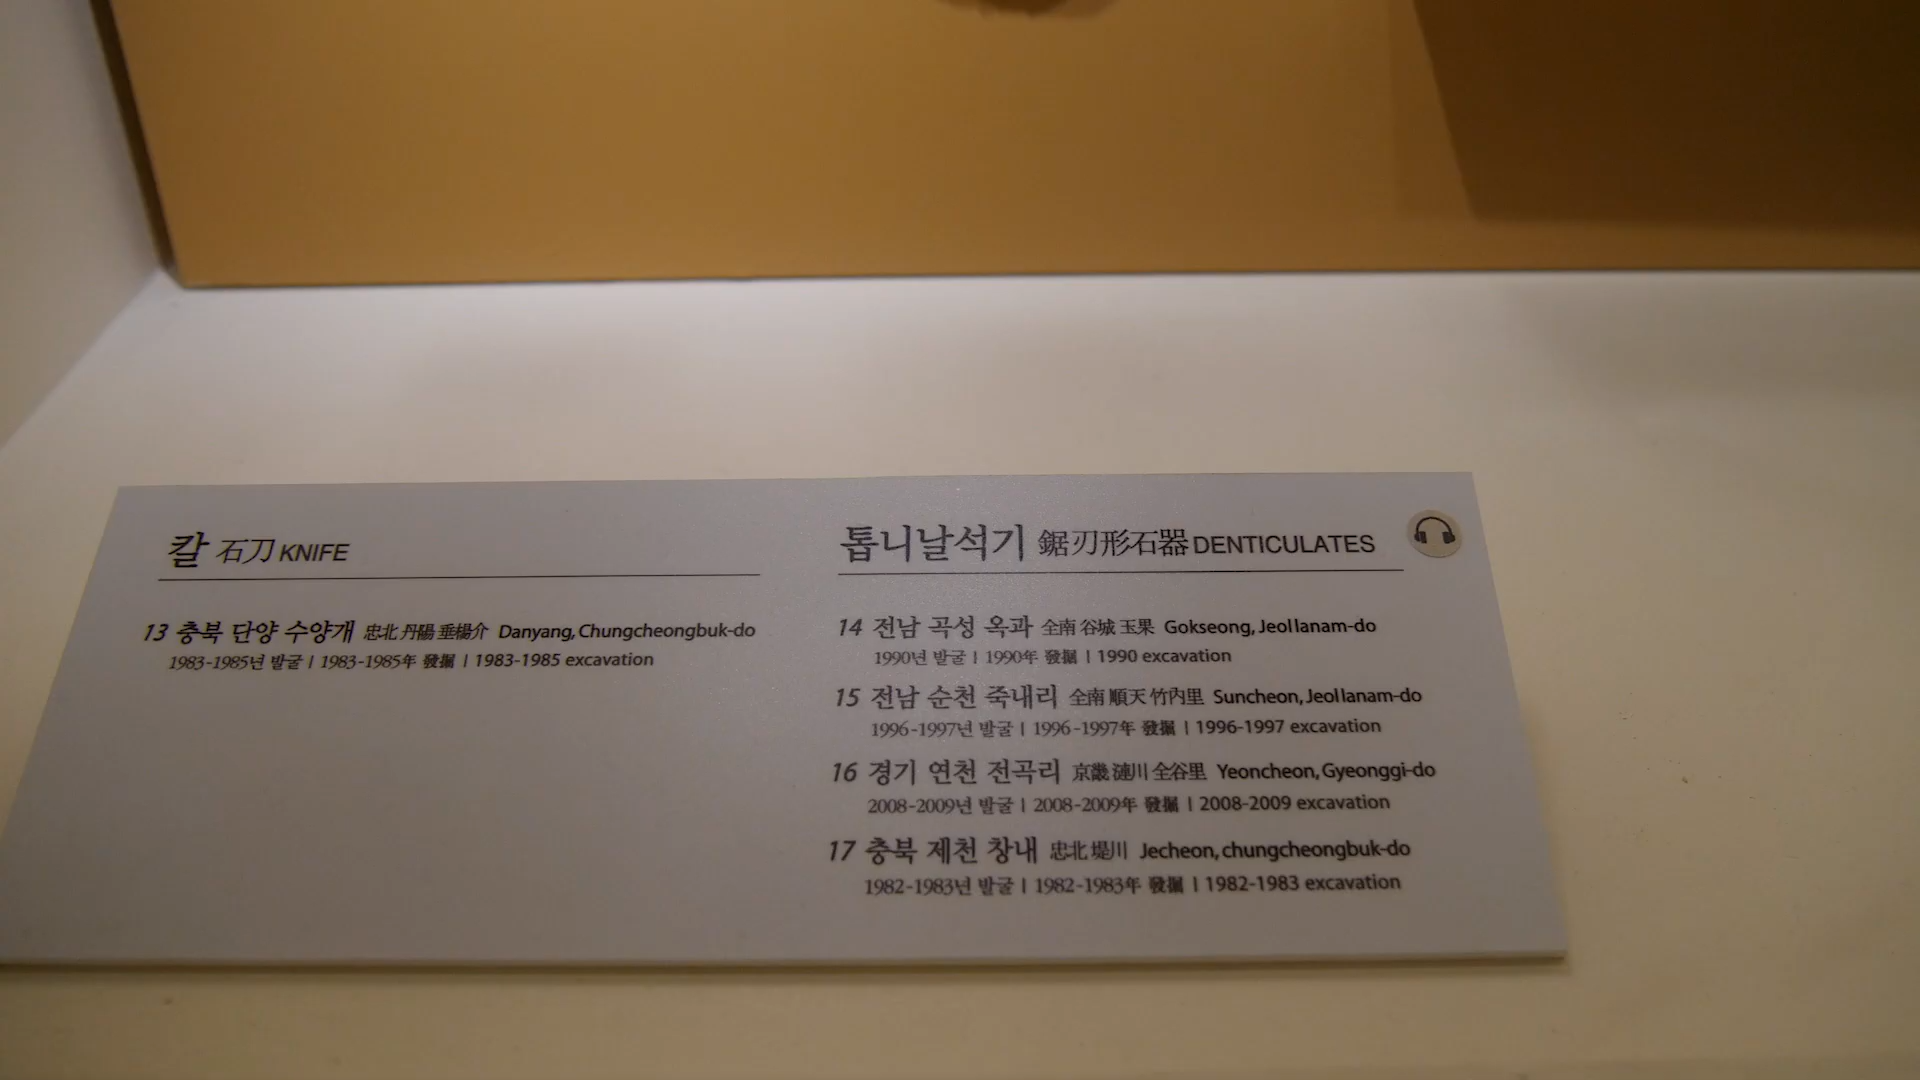 칼 石刀 KNIFE
13 충북 단양 수양개 忠北 丹陽 垂楊介 Danyang, Chungcheongbuk-do
1983-1985년 발굴 | 1983-1985年 發掘 | 1983-1985 excavation
톱니날석기 鋸刃形石器 DENTICULATES
14 전남 곡성 옥과 全南 谷城 玉果 Gokseong, Jeollanam-do
1990년 발굴 | 1990年 發掘 | 1990 excavation
15 전남 순천 죽내리 全南 順天 竹內里 Suncheon, Jeollanam-do
1996-1997년 발굴 | 1996-1997年 發掘 | 1996-1997 excavation
16 경기 연천 전곡리 京畿 漣川 全谷里 Yeoncheon, Gyeonggi-do
2008-2009년 발굴 | 2008-2009年 發掘 | 2008-2009 excavation
17 충북 제천 창내 忠北 堤川 Jecheon, chungcheongbuk-do
1982-1983년 발굴 | 1982-1983年 發掘 | 1982-1983 excavation